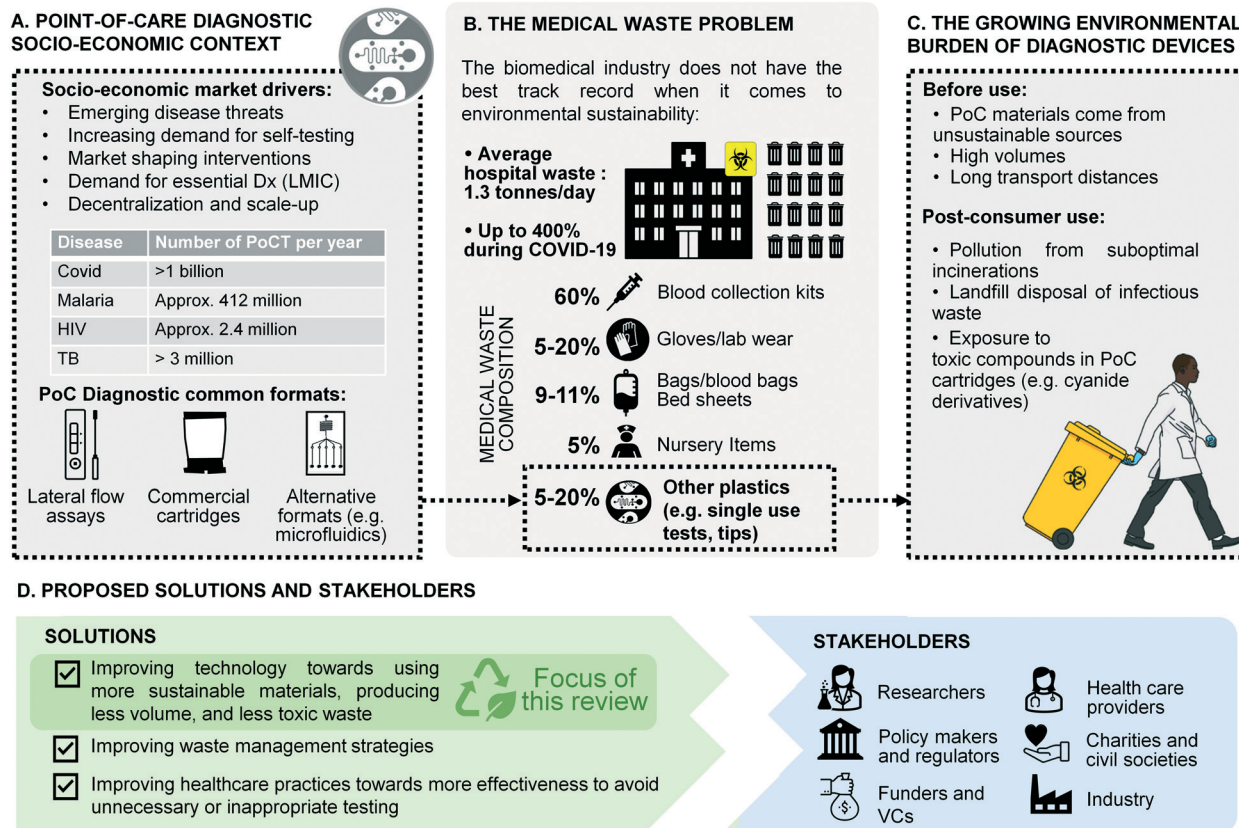 A. POINT-OF-CARE DIAGNOSTIC
SOCIO-ECONOMIC CONTEXT
Socio-economic market drivers:
• Emerging disease threats
• Increasing demand for self-testing
• Market shaping interventions
• Demand for essential Dx (LMIC)
• Decentralization and scale-up
Disease Number of PoCT per year
Covid >1 billion
Malaria Approx. 412 million
HIV Approx. 2.4 million
TB > 3 million
PoC Diagnostic common formats:
Lateral flow
assays
Commercial
cartridges
Alternative
formats (e.g.
microfluidics)
B. THE MEDICAL WASTE PROBLEM
The biomedical industry does not have the
best track record when it comes to
environmental sustainability:
• Average
hospital waste :
1.3 tonnes/day
• Up to 400%
during COVID-19
MEDICAL WASTE
COMPOSITION
60% Blood collection kits
5-20% Gloves/lab wear
9-11% Bags/blood bags
Bed sheets
5% Nursery Items
5-20% Other plastics
(e.g. single use
tests, tips)
C. THE GROWING ENVIRONMENTAL
BURDEN OF DIAGNOSTIC DEVICES
Before use:
• PoC materials come from
unsustainable sources
• High volumes
• Long transport distances
Post-consumer use:
• Pollution from suboptimal
incinerations
• Landfill disposal of infectious
waste
• Exposure to
toxic compounds in PoC
cartridges (e.g. cyanide
derivatives)
D. PROPOSED SOLUTIONS AND STAKEHOLDERS
SOLUTIONS
Improving technology towards using
more sustainable materials, producing
less volume, and less toxic waste
Focus of
this review
Improving waste management strategies
Improving healthcare practices towards more effectiveness to avoid
unnecessary or inappropriate testing
STAKEHOLDERS
Researchers
Health care
providers
Policy makers
and regulators
Charities and
civil societies
Funders and
VCs
Industry